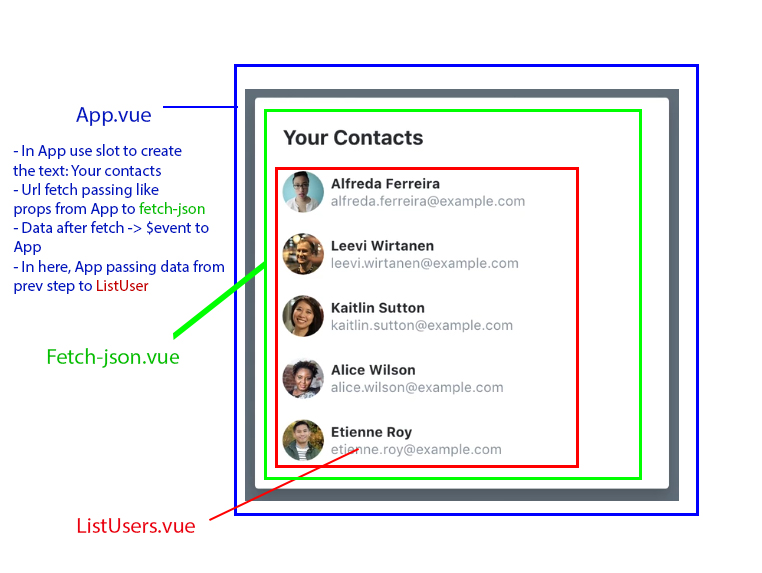 App.vue
- In App use slot to create
the text: Your contacts
- Url fetch passing like
props from App to fetch-json
- Data after fetch -> $event to
App
- In here, App passing data from
prev step to ListUser
Fetch-json.vue
ListUsers.vue
Your Contacts
Alfreda Ferreira
alfreda.ferreira@example.com
Leevi Wirtanen
leevi.wirtanen@example.com
Kaitlin Sutton
kaitlin.sutton@example.com
Alice Wilson
alice.wilson@example.com
Etienne Roy
etienne.roy@example.com